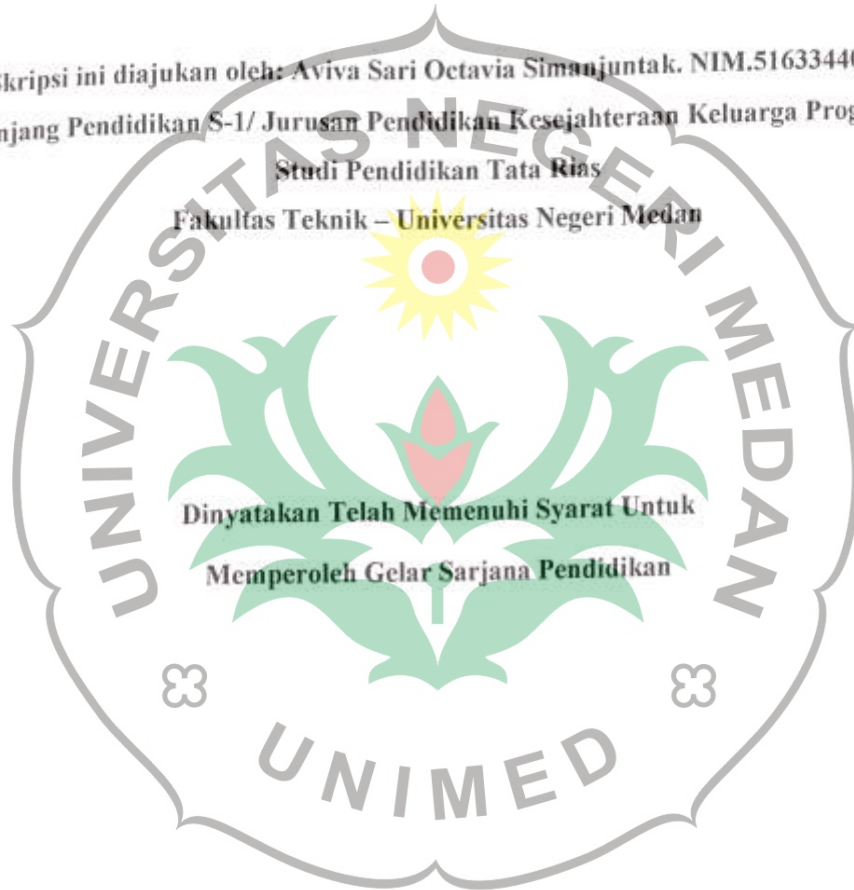 kripsi ini diajukan oleh: Aviva Sari Octavia Simanjuntak. NIM.51633440
njang Pendidikan S-1/ Jurusan Pendidikan Kesejahteraan Keluarga Prog
Studi Pendidikan Tata Rias
Fakultas Teknik – Universitas Negeri Medan
Dinyatakan Telah Memenuhi Syarat Untuk
Memperoleh Gelar Sarjana Pendidikan
UNIVERSITAS NEGERI MEDAN
UNIMED